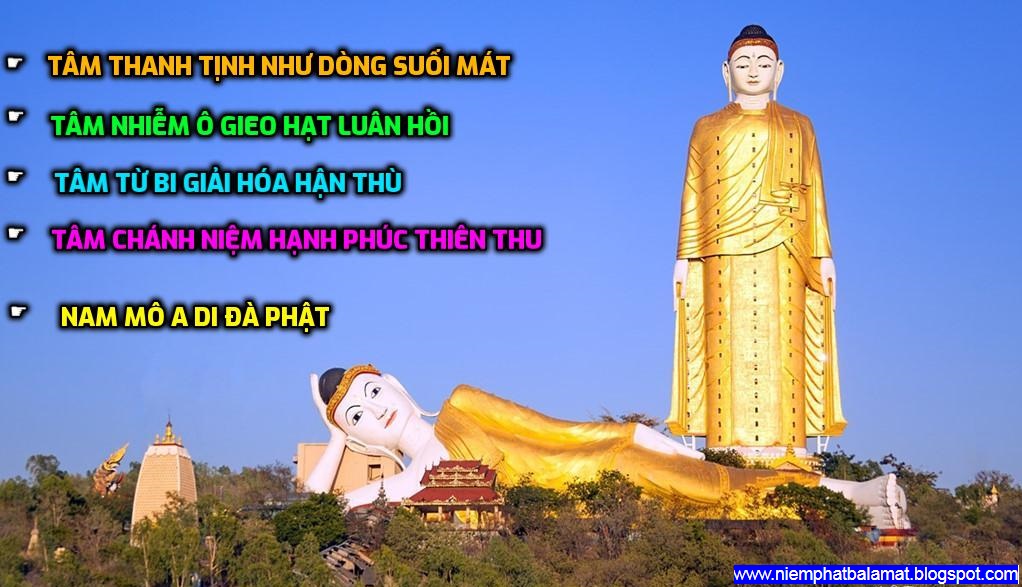 TÂM THANH TỊNH NHƯ DÒNG SUỐI MÁT
TÂM NHIỄM Ô GIEO HẠT LUÂN HỒI
TÂM TỪ BI GIẢI HÓA HẬN THÙ
TÂM CHÁNH NIỆM HẠNH PHÚC THIÊN THU
NAM MÔ A DI ĐÀ PHẬT
www.niemphatbalamat.blogspot.com